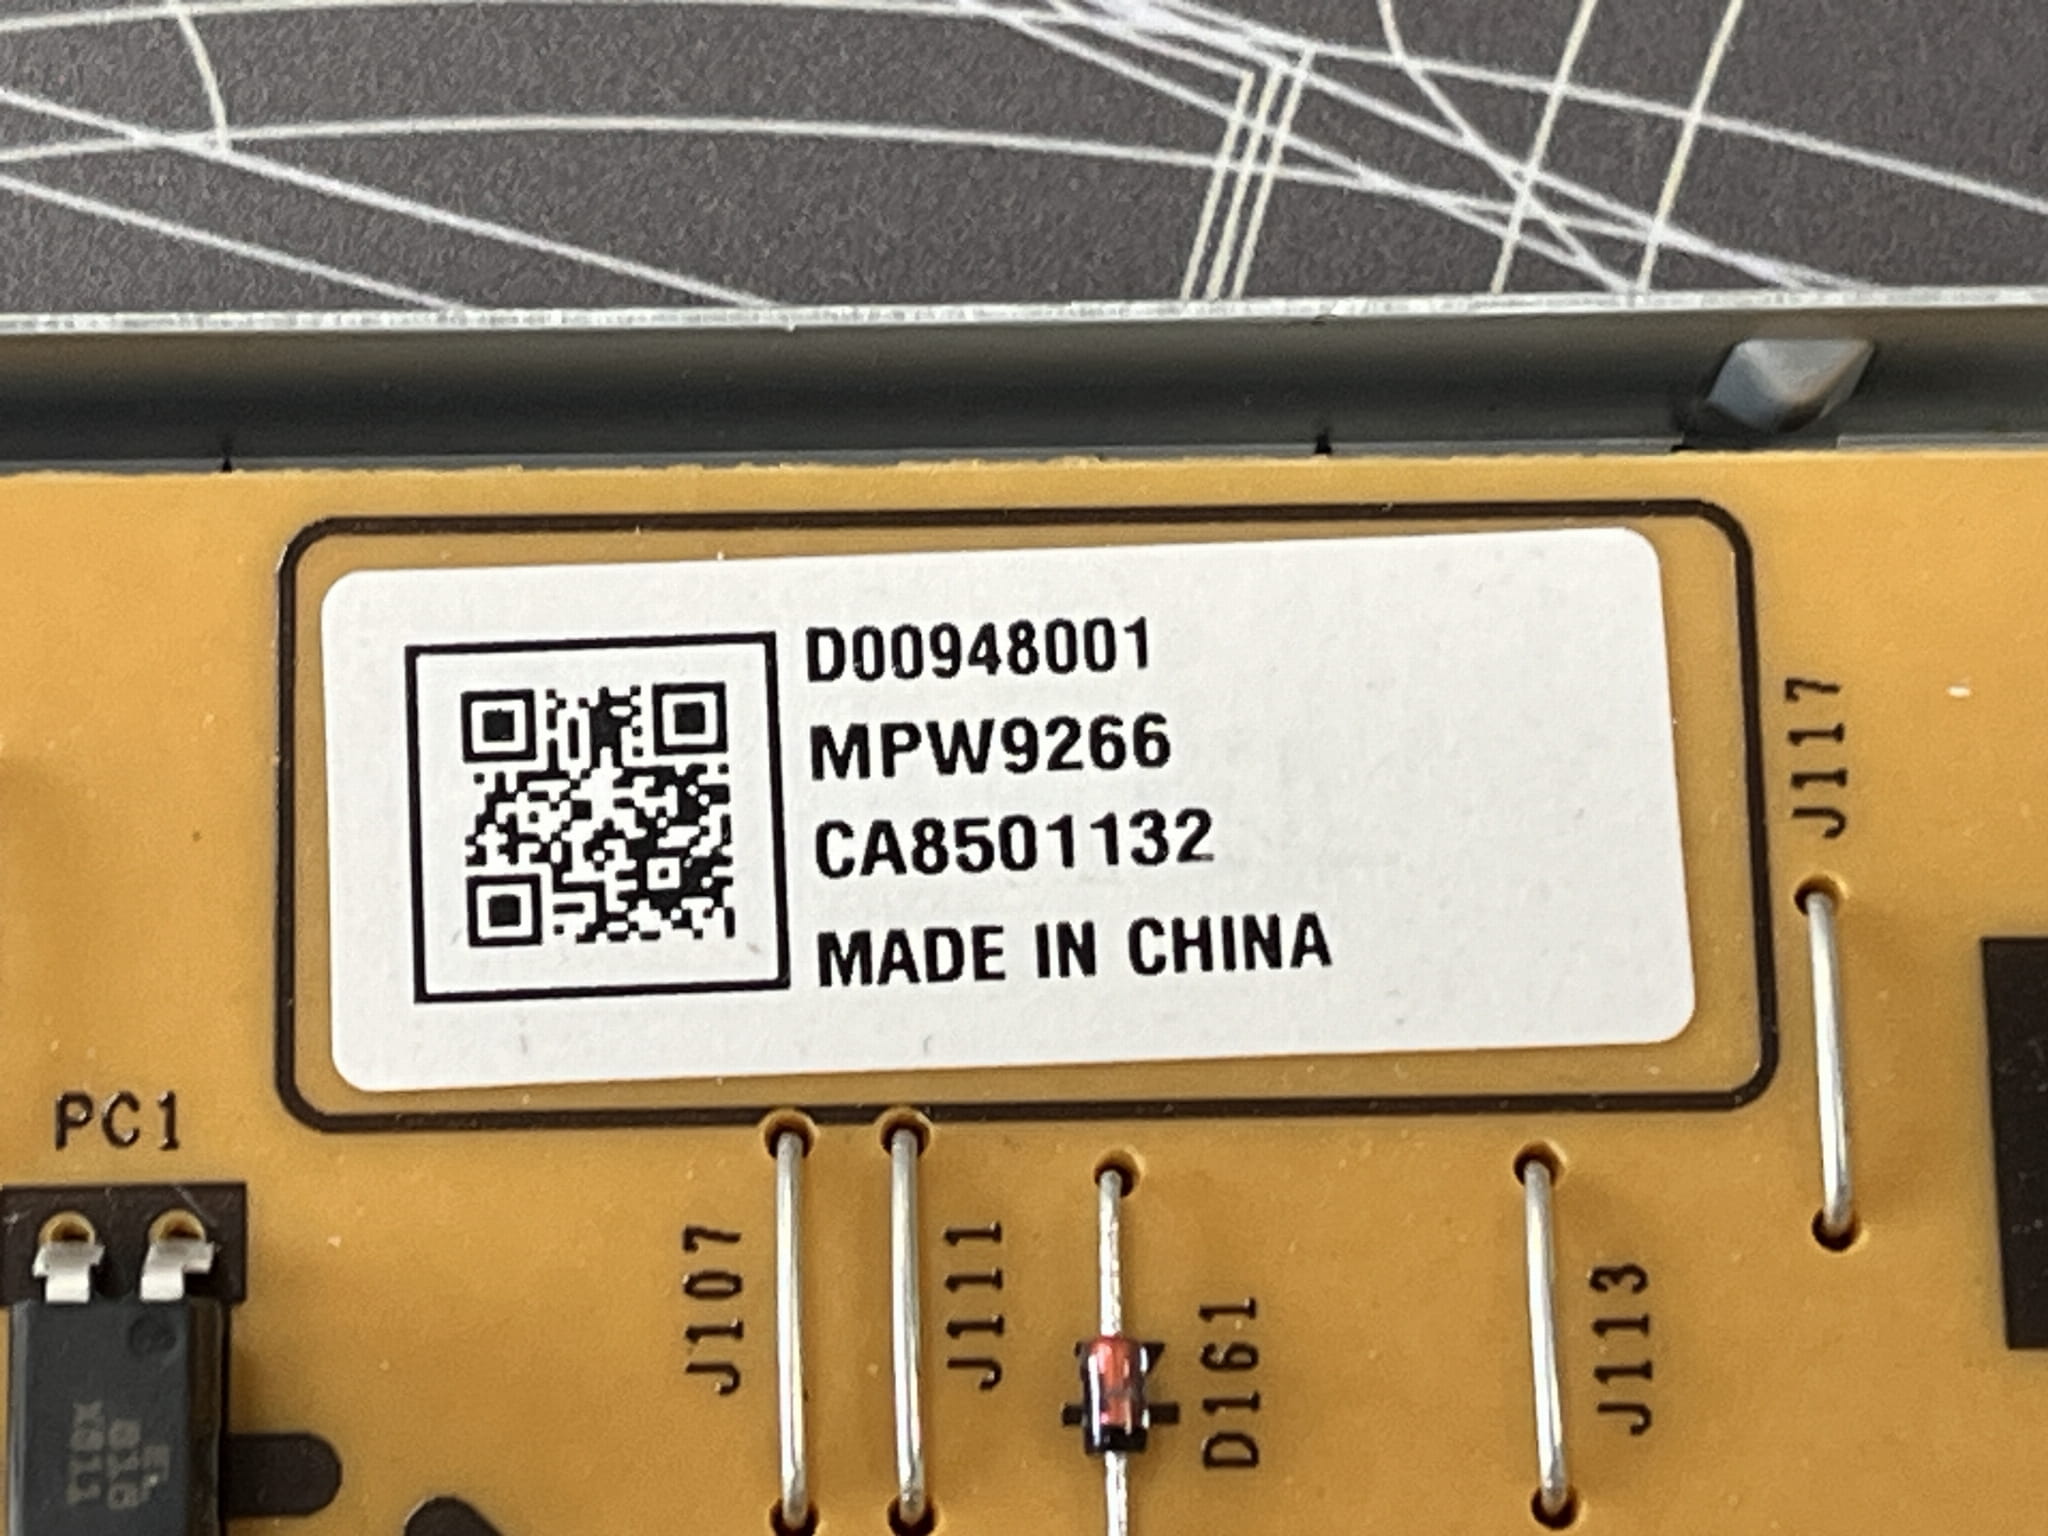 D00948001
MPW9266
CA8501132
MADE IN CHINA
J117
PC1
J107
J111
D161
J113